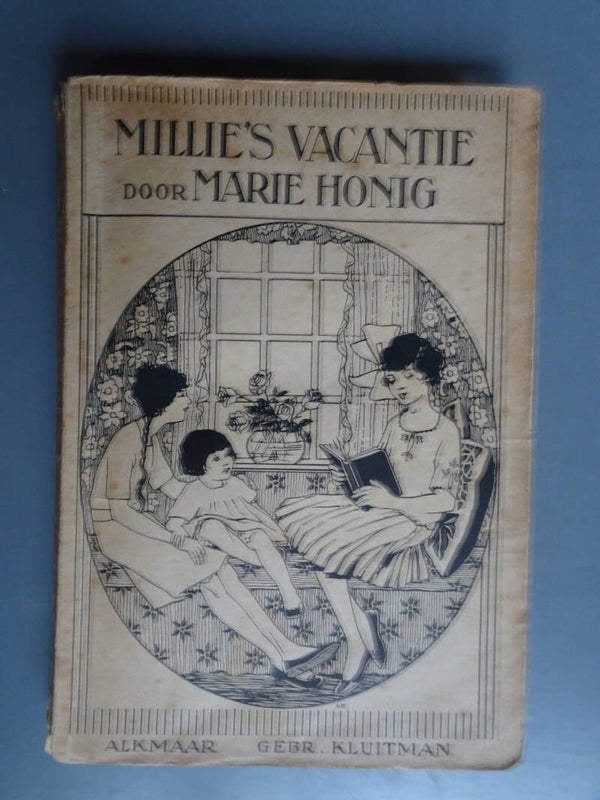 MILLIE'S VACANTIE
DOOR MARIE HONIG
ALKMAAR GEBR. KLUITMAN